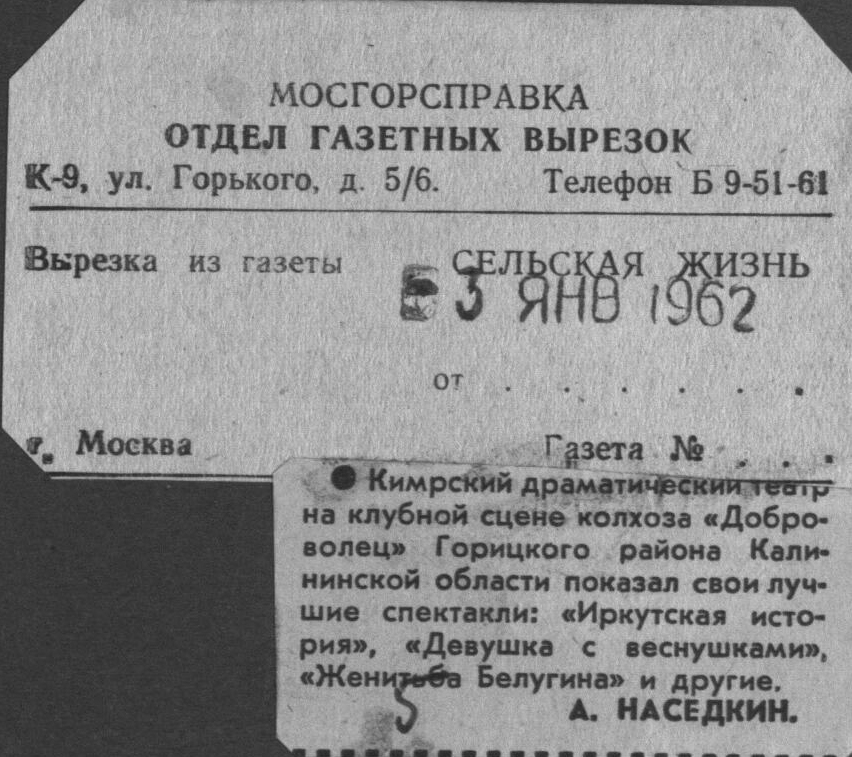 МОСГОРСПРАВКА
ОТДЕЛ ГАЗЕТНЫХ ВЫРЕЗОК
К-9, ул. Горького, д. 5/6. Телефон Б 9-51-61
Вырезка из газеты СЕЛЬСКАЯ ЖИЗНЬ
-3 ЯНВ 1962
от . . . . .
г. Москва Газета № . . .
● Кимрский драматический театр
на клубной сцене колхоза «Добро-
волец» Горицкого района Кали-
нинской области показал свои луч-
шие спектакли: «Иркутская исто-
рия», «Девушка с веснушками»,
«Женитьба Белугина» и другие.
А. НАСЕДКИН.
5